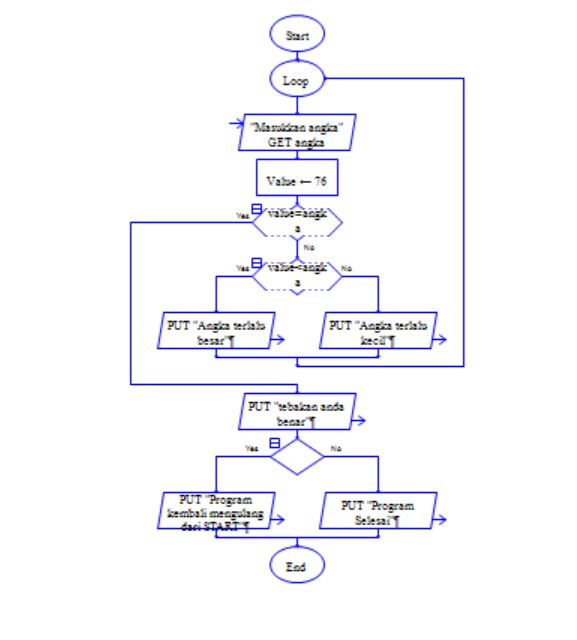 Start
Loop
"Masukkan angka"
GET angka
Value ← 76
Yes
value=angk
a
No
Yes
value<angk
a
No
PUT "Angka terlalu
besar"¶
PUT "Angka terlalu
kecil"¶
PUT "tebakan anda
benar"¶
Yes
No
PUT "Program
kembali mengulang
dari START"¶
PUT "Program
Selesai"¶
End